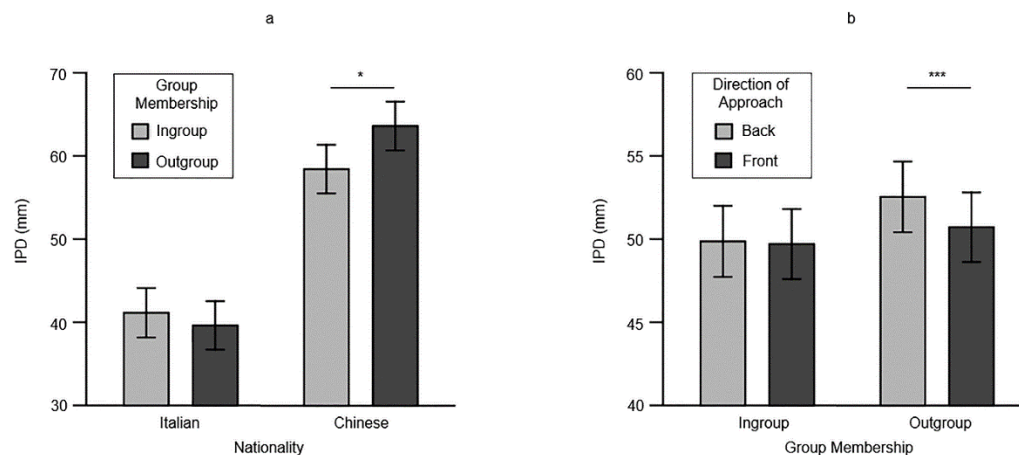 a
70
60
50
40
30
IPD (mm)
Group
Membership
Ingroup
Outgroup
*
Italian
Chinese
Nationality
b
60
55
50
45
40
IPD (mm)
Direction of
Approach
Back
Front
***
Ingroup
Outgroup
Group Membership